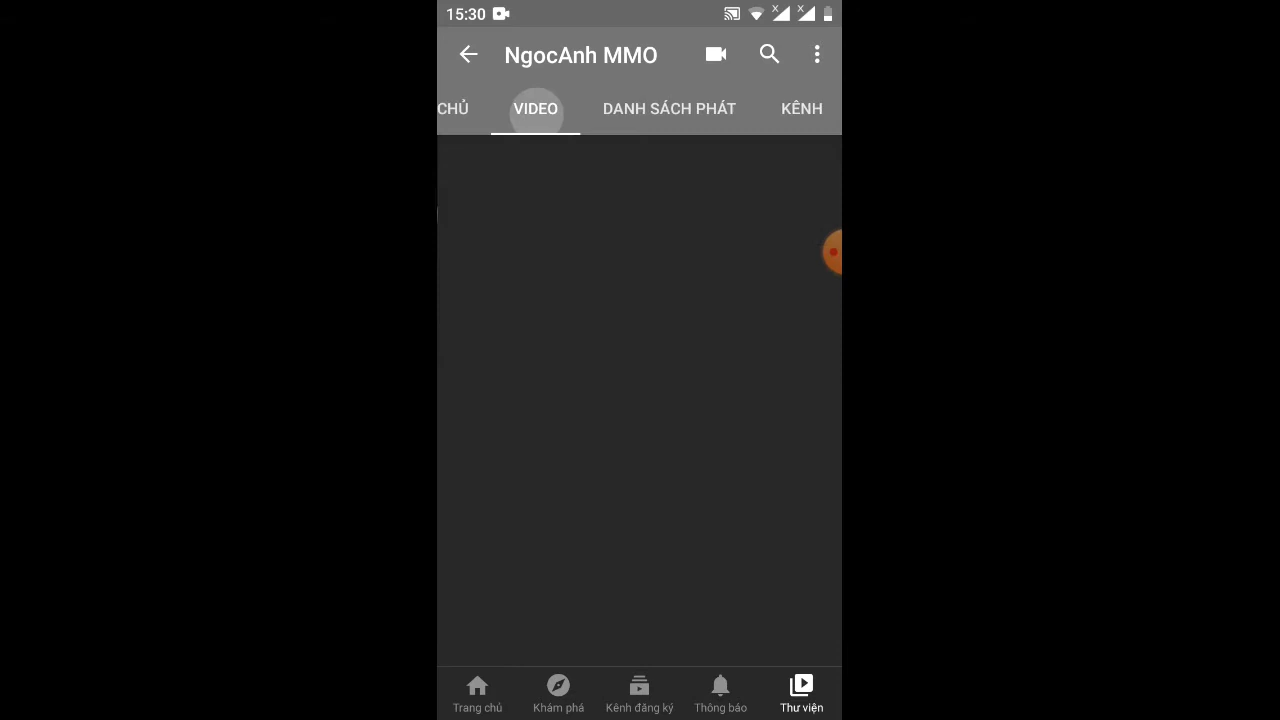 15:30
NgocAnh MMO
CHỦ VIDEO DANH SÁCH PHÁT KÊNH
Trang chủ Khám phá Kênh đăng ký Thông báo Thư viện